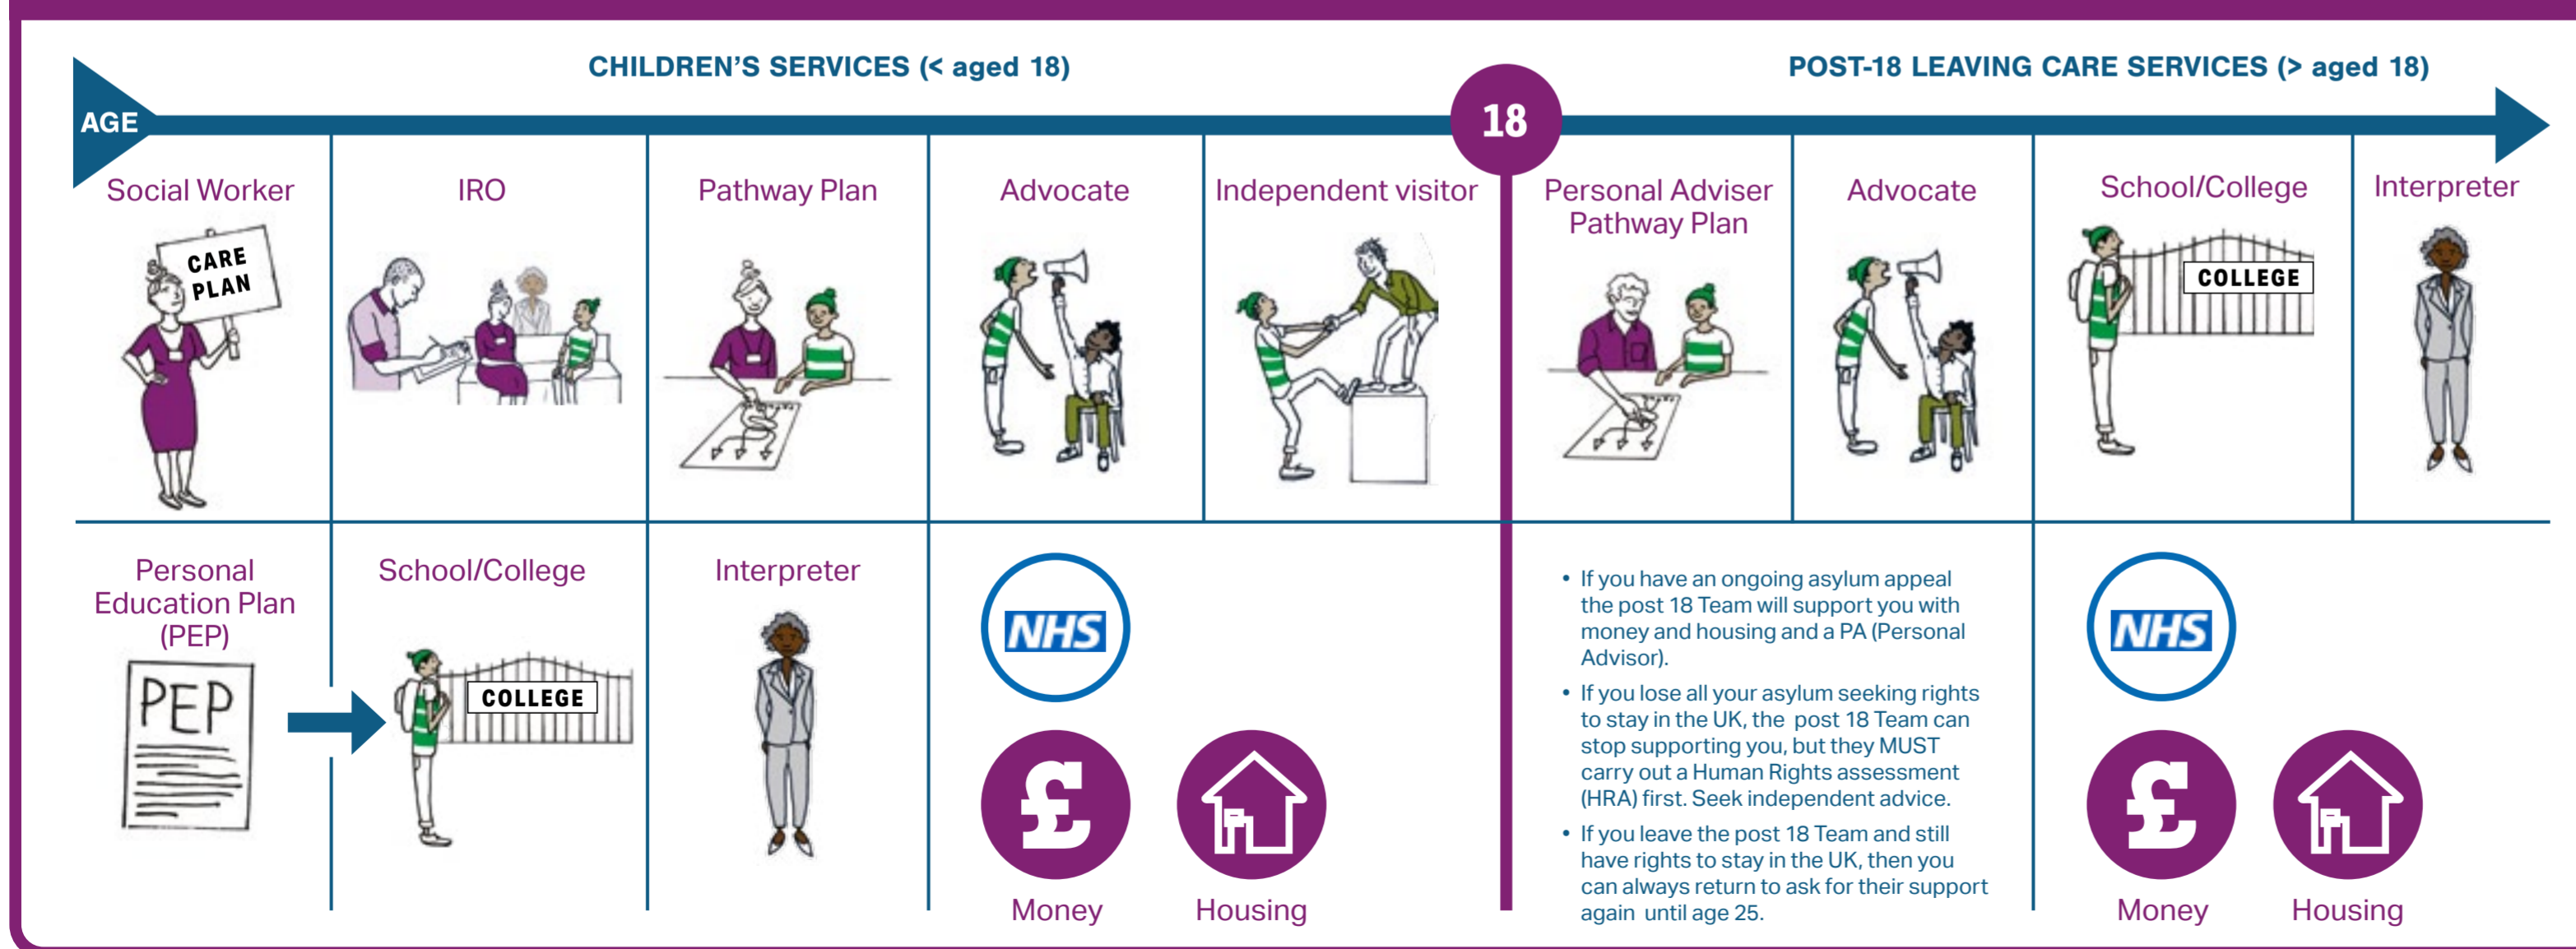 CHILDREN'S SERVICES (< aged 18)
POST-18 LEAVING CARE SERVICES (> aged 18)
AGE
18
Social Worker
CARE
PLAN
IRO
Pathway Plan
Advocate
Independent visitor
Personal Adviser
Pathway Plan
Advocate
School/College
COLLEGE
Interpreter
Personal
Education Plan
(PEP)
PEP
School/College
COLLEGE
Interpreter
NHS
£
Money
Housing
• If you have an ongoing asylum appeal
the post 18 Team will support you with
money and housing and a PA (Personal
Advisor).
• If you lose all your asylum seeking rights
to stay in the UK, the post 18 Team can
stop supporting you, but they MUST
carry out a Human Rights assessment
(HRA) first. Seek independent advice.
• If you leave the post 18 Team and still
have rights to stay in the UK, then you
can always return to ask for their support
again until age 25.
NHS
£
Money
Housing